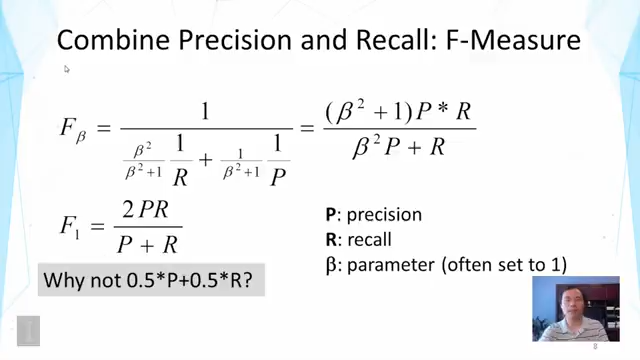 Combine Precision and Recall: F-Measure
F_β = 1 / (β²/(β²+1) 1/R + 1/(β²+1) 1/P) = (β² + 1) P * R / (β² P + R)
F₁ = 2PR / (P + R)
Why not 0.5*P+0.5*R?
P: precision
R: recall
β: parameter (often set to 1)
8